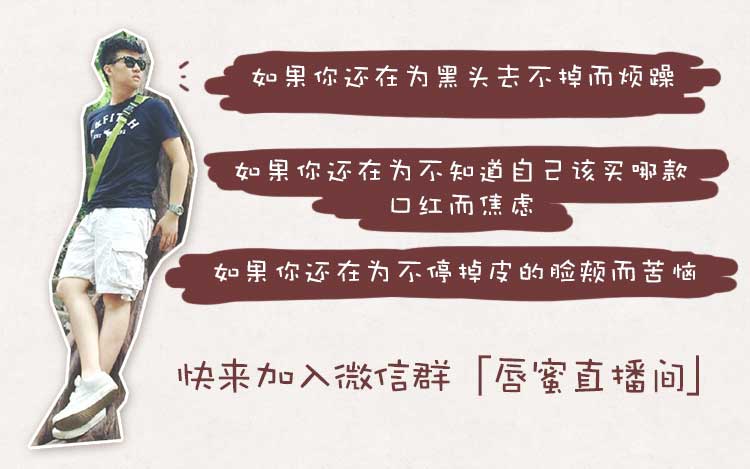 如果你还在为黑头去不掉而烦躁
如果你还在为不知道自己该买哪款
口红而焦虑
如果你还在为不停掉皮的脸颊而苦恼
快来加入微信群「唇蜜直播间」